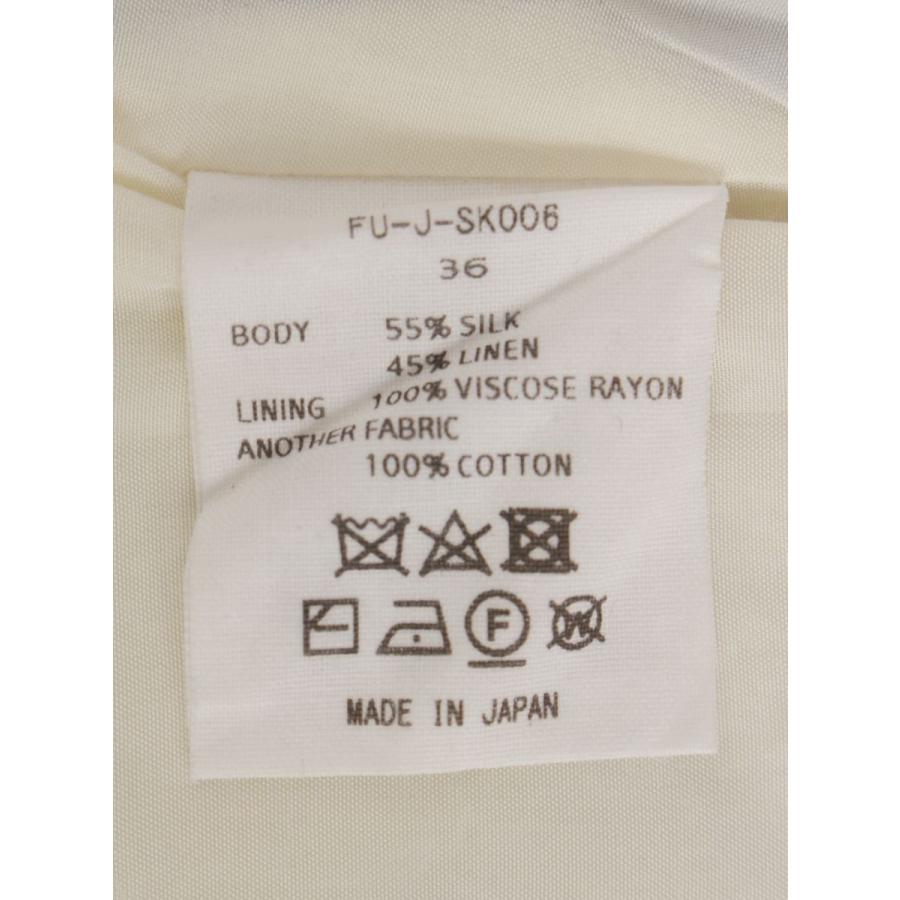 FU-J-SK006
36
BODY 55% SILK
45% LINEN
LINING 100% VISCOSE RAYON
ANOTHER FABRIC
100% COTTON
F W
MADE IN JAPAN